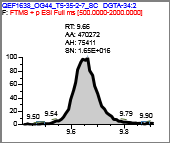 QEF1638_OG44_T5-35-2-7_SC DGTA-34:2
F: FTMS + p ESI Full ms [500.0000-2000.0000]
RT: 9.66
AA: 470272
AH: 75411
SN: 1.65E+016
100
80
60
40
20
0
9.50 9.54 9.79 9.90
9.6 9.8